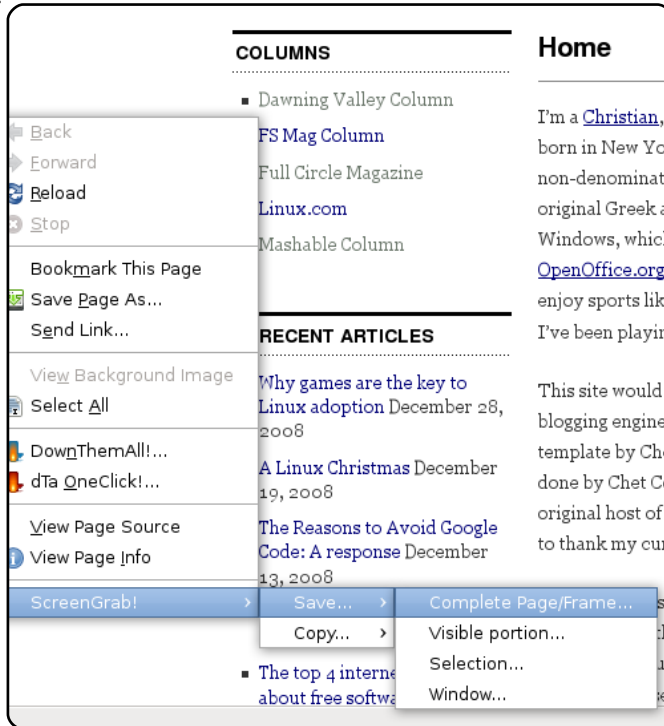 COLUMNS
Dawning Valley Column
FS Mag Column
Full Circle Magazine
Linux.com
Mashable Column
Back
Forward
Reload
Stop
Bookmark This Page
Save Page As...
Send Link...
View Background Image
Select All
DownThemAll!...
dTa OneClick!...
View Page Source
View Page Info
ScreenGrab!
Save...
Copy...
Complete Page/Frame...
Visible portion...
Selection...
Window...
RECENT ARTICLES
Why games are the key to
Linux adoption December 28,
2008
A Linux Christmas December
19, 2008
The Reasons to Avoid Google
Code: A response December
13, 2008
The top 4 interne
about free softwa
Home
I'm a Christian,
born in New Yo
non-denominat
original Greek a
Windows, whic
OpenOffice.org
enjoy sports lik
I've been playin
This site would
blogging engine
template by Ch
done by Chet C
original host of
to thank my cu